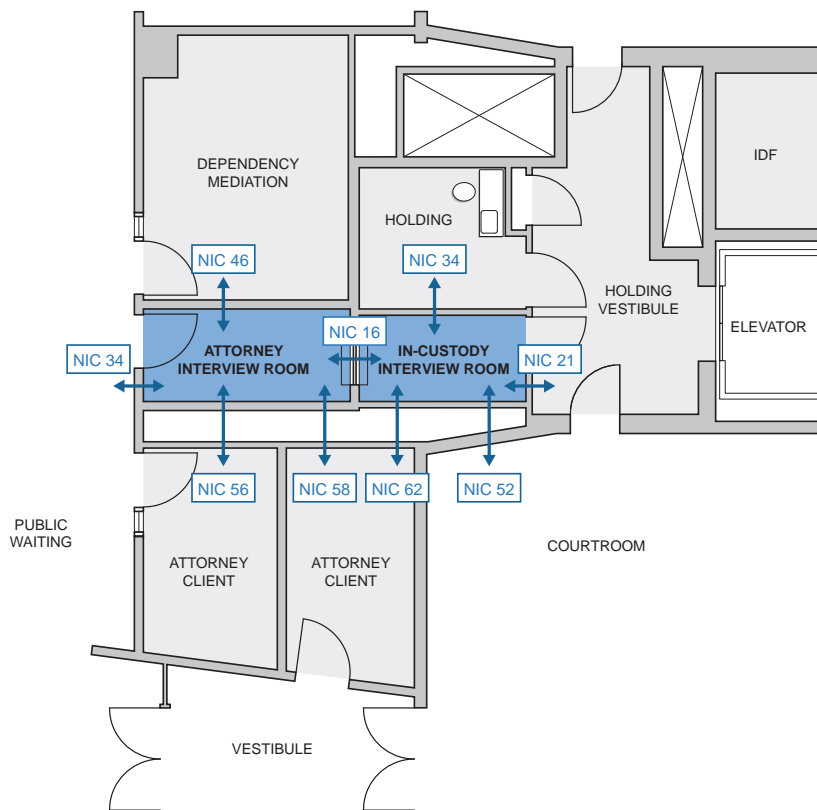 IDF
DEPENDENCY
MEDIATION
HOLDING
NIC 46
NIC 34
HOLDING
VESTIBULE
ELEVATOR
NIC 16
NIC 34
ATTORNEY
INTERVIEW ROOM
IN-CUSTODY
INTERVIEW ROOM
NIC 21
NIC 56
NIC 58
NIC 62
NIC 52
PUBLIC
WAITING
COURTROOM
ATTORNEY
CLIENT
ATTORNEY
CLIENT
VESTIBULE